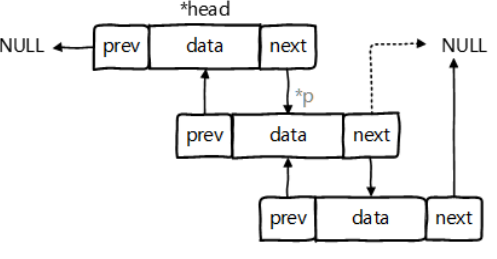 *head
NULL prev data next NULL
*p
prev data next
prev data next